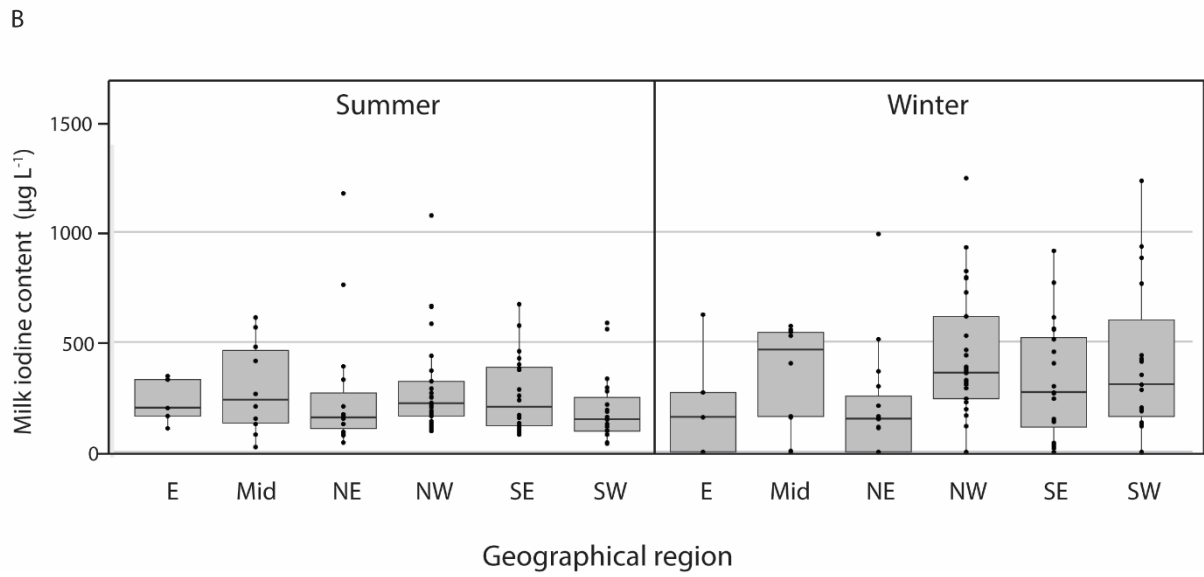 B
Summer
Winter
Milk iodine content (µg L⁻¹)
1500
1000
500
0
E Mid NE NW SE SW E Mid NE NW SE SW
Geographical region